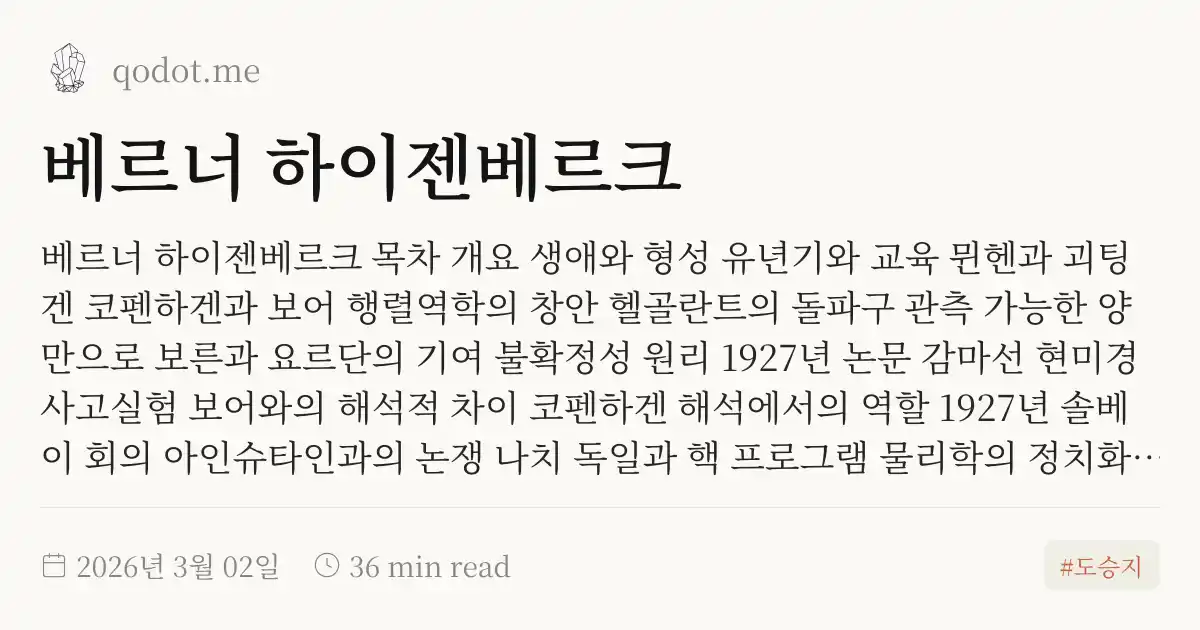 qodot.me
베르너 하이젠베르크
베르너 하이젠베르크 목차 개요 생애와 형성 유년기와 교육 뮌헨과 괴팅
겐 코펜하겐과 보어 행렬역학의 창안 헬골란트의 돌파구 관측 가능한 양
만으로 보른과 요르단의 기여 불확정성 원리 1927년 논문 감마선 현미경
사고실험 보어와의 해석적 차이 코펜하겐 해석에서의 역할 1927년 솔베
이 회의 아인슈타인과의 논쟁 나치 독일과 핵 프로그램 물리학의 정치화…
2026년 3월 02일 36 min read
#도승지